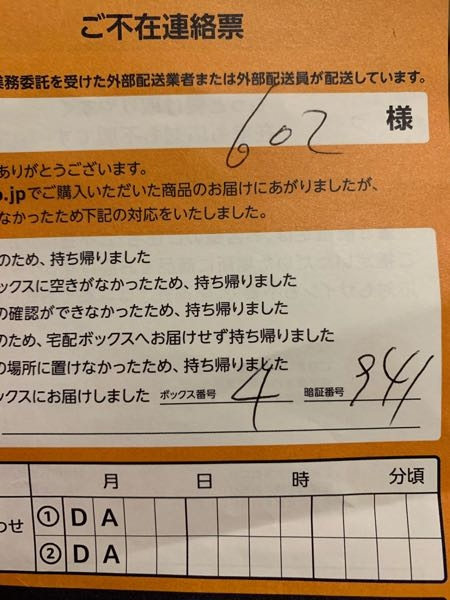 ご不在連絡票
業務委託を受けた外部配送業者または外部配送員が配送しています。
602 様
ありがとうございます。
o.jpでご購入いただいた商品のお届けにあがりましたが、
なかったため下記の対応をいたしました。
のため、持ち帰りました
ックスに空きがなかったため、持ち帰りました
の確認ができなかったため、持ち帰りました
のため、宅配ボックスへお届けせず持ち帰りました
の場所に置けなかったため、持ち帰りました
ックスにお届けしました ボックス番号 4 暗証番号 941
月 日 時 分頃
わせ
① D A
② D A